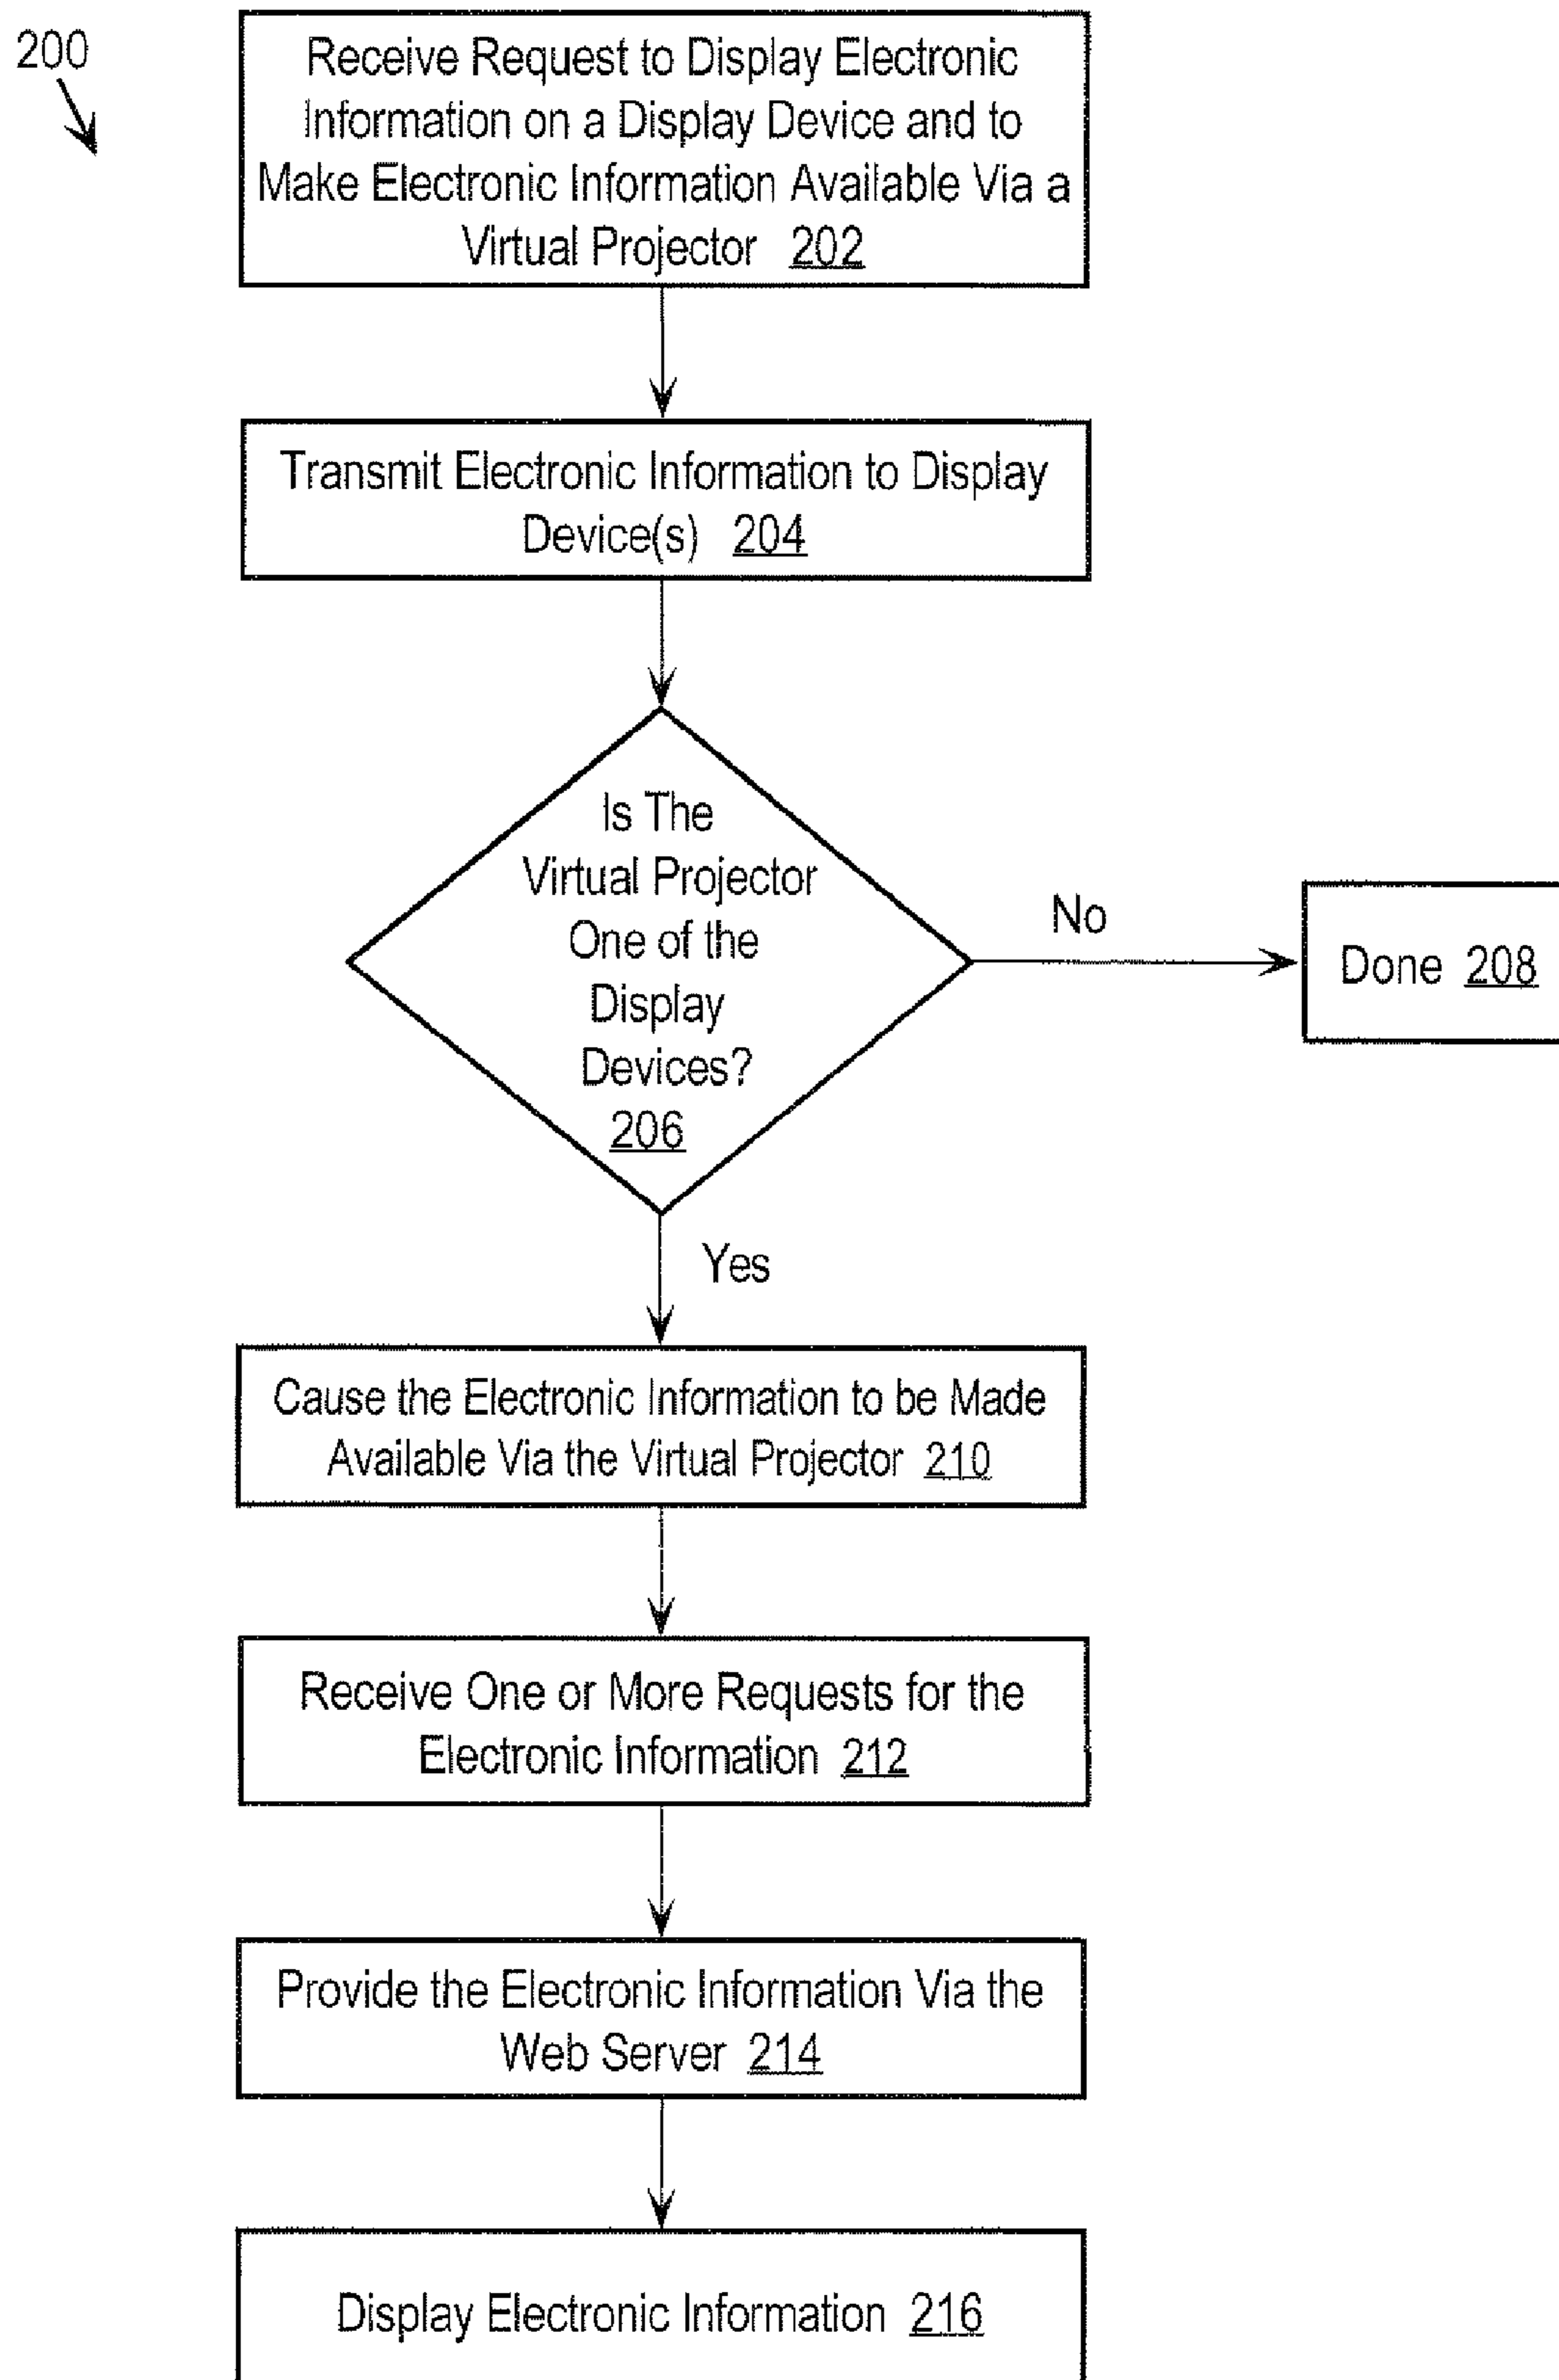 200
Receive Request to Display Electronic
Information on a Display Device and to
Make Electronic Information Available Via a
Virtual Projector 202
Transmit Electronic Information to Display
Device(s) 204
Is The
Virtual Projector
One of the
Display
Devices?
206
No
Done 208
Yes
Cause the Electronic Information to be Made
Available Via the Virtual Projector 210
Receive One or More Requests for the
Electronic Information 212
Provide the Electronic Information Via the
Web Server 214
Display Electronic Information 216